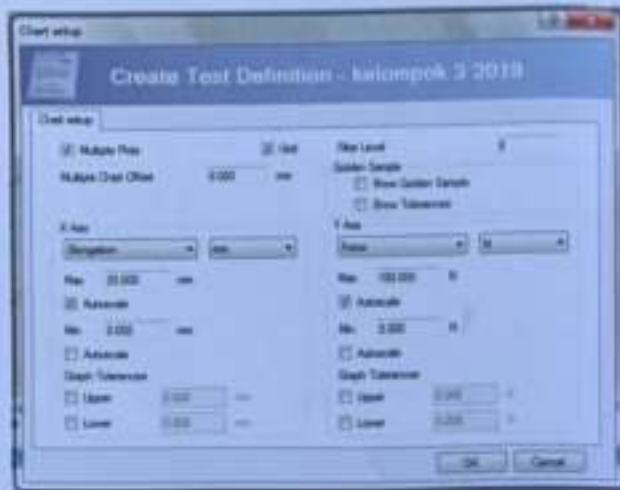 Chart setup
Create Test Definition - kelompok 3 2019
Chart setup
Multiple Plots
Grid
Filter Level 0
Multiple Chart Offset 0.000 mm
Golden Sample
Show Golden Sample
Show Tolerances
X Axis
Elongation mm
Max 20.000 mm
Autoscale
Min 0.000 mm
Autoscale
Graph Tolerances
Upper 0.000 mm
Lower 0.000 mm
Y Axis
Force N
Max 100.000 N
Autoscale
Min 0.000 N
Autoscale
Graph Tolerances
Upper 0.000
Lower 0.000
OK
Cancel